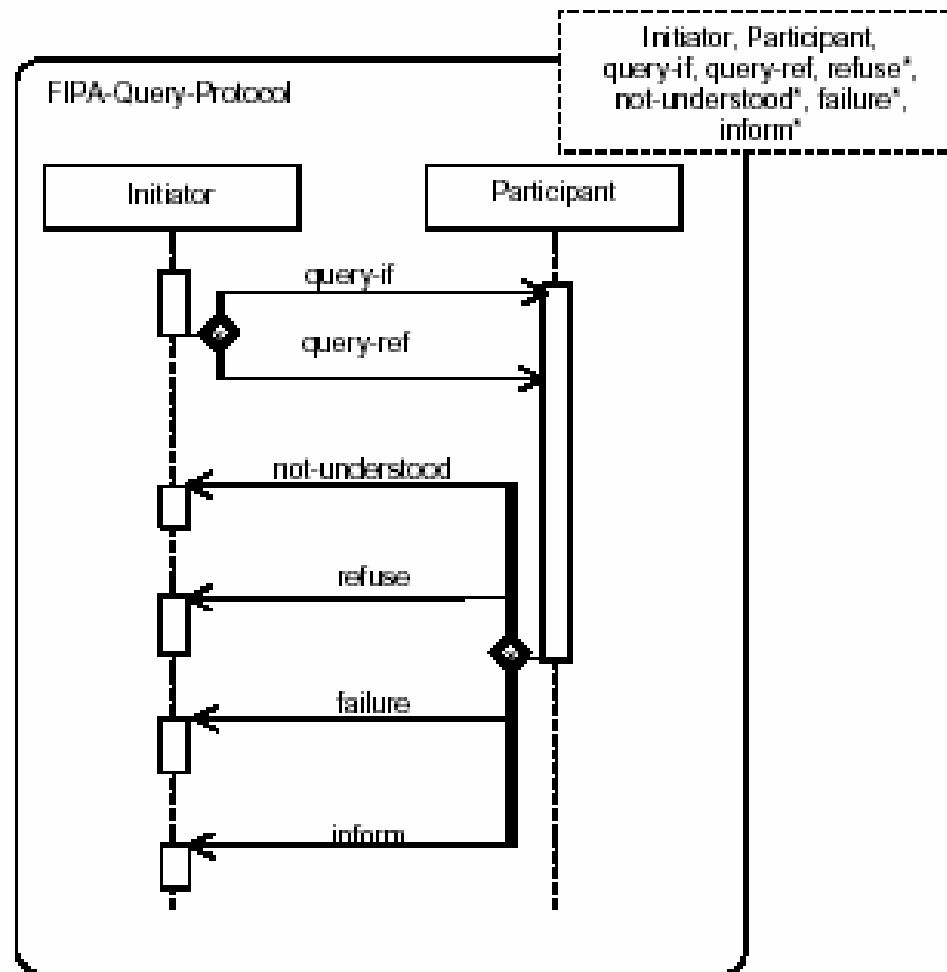 Initiator, Participant,
query-if, query-ref, refuse*,
not-understood*, failure*,
inform*
FIPA-Query-Protocol
Initiator
Participant
query-if
query-ref
not-understood
refuse
failure
inform